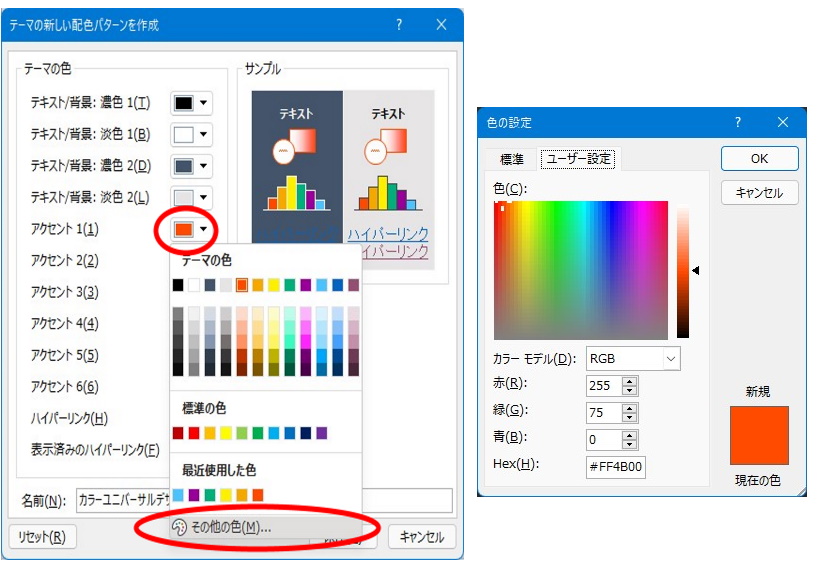 テーマの新しい配色パターンを作成
?
×
テーマの色
テキスト/背景: 濃色 1(T)
テキスト/背景: 淡色 1(B)
テキスト/背景: 濃色 2(D)
テキスト/背景: 淡色 2(L)
アクセント 1(1)
アクセント 2(2)
アクセント 3(3)
アクセント 4(4)
アクセント 5(5)
アクセント 6(6)
ハイパーリンク(H)
表示済みのハイパーリンク(F)
名前(N):
カラーユニバーサルデサ
リセット(R)
キャンセル
サンプル
テキスト
テキスト
ハイパーリンク
ハイパーリンク
テーマの色
標準の色
最近使用した色
その他の色(M)...
色の設定
?
×
標準
ユーザー設定
OK
キャンセル
色(C):
カラー モデル(D):
RGB
赤(R):
255
緑(G):
75
青(B):
0
Hex(H):
#FF4B00
新規
現在の色